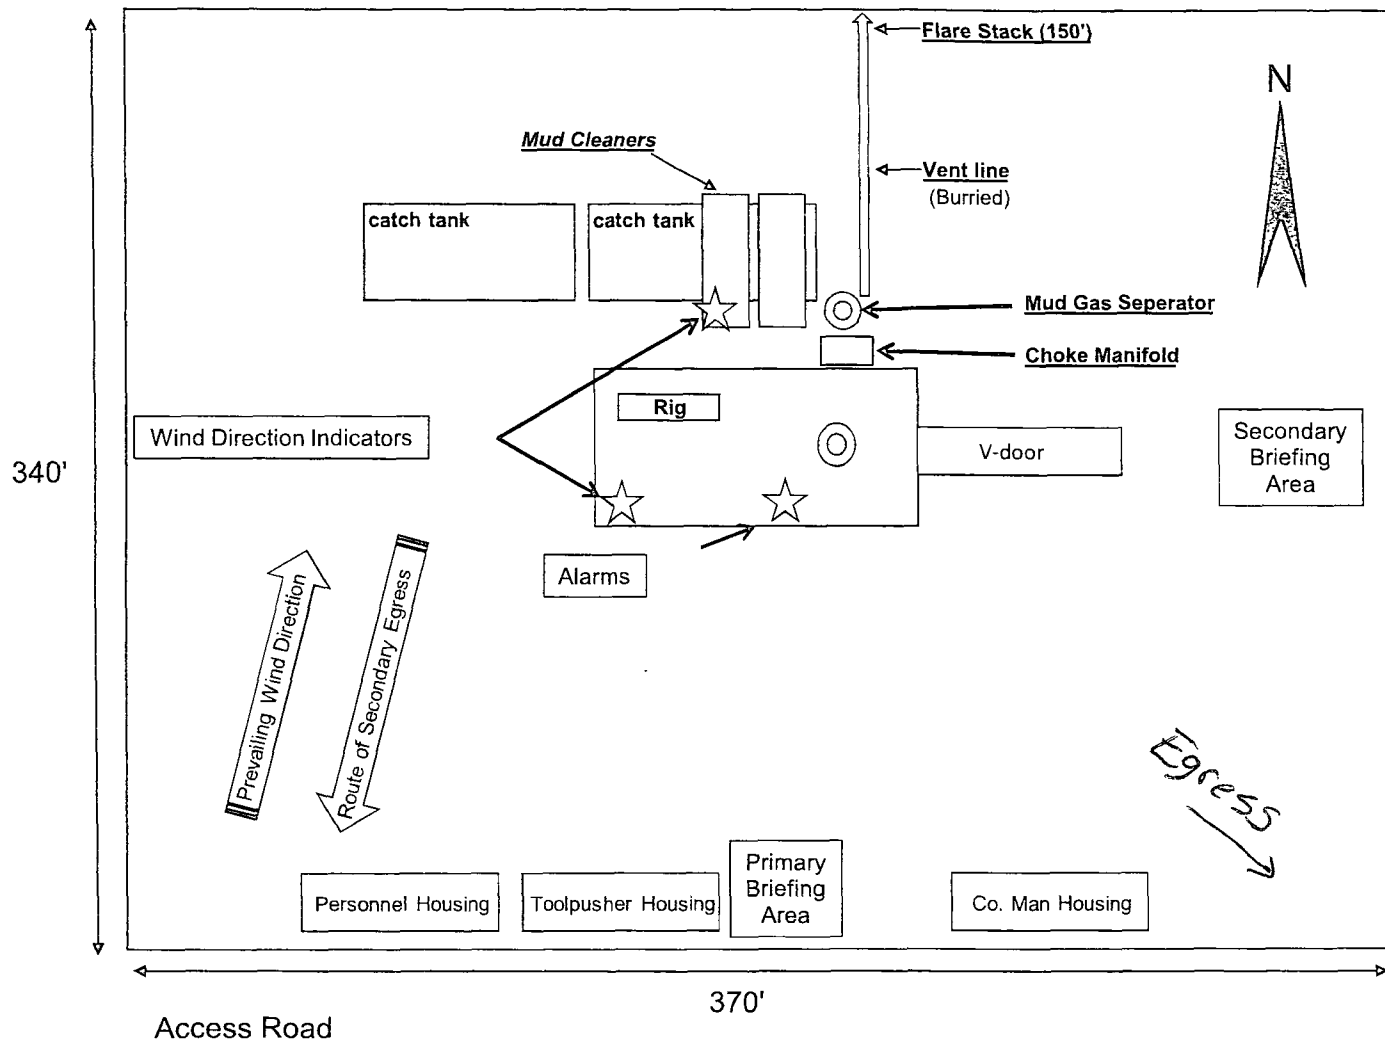 Flare Stack (150')
N
Mud Cleaners
Vent line
(Burried)
catch tank
catch tank
Mud Gas Seperator
Choke Manifold
Rig
Wind Direction Indicators
V-door
Secondary
Briefing
Area
340'
Alarms
Prevailing Wind Direction
Route of Secondary Egress
Egress
Primary
Briefing
Area
Personnel Housing
Toolpusher Housing
Co. Man Housing
370'
Access Road